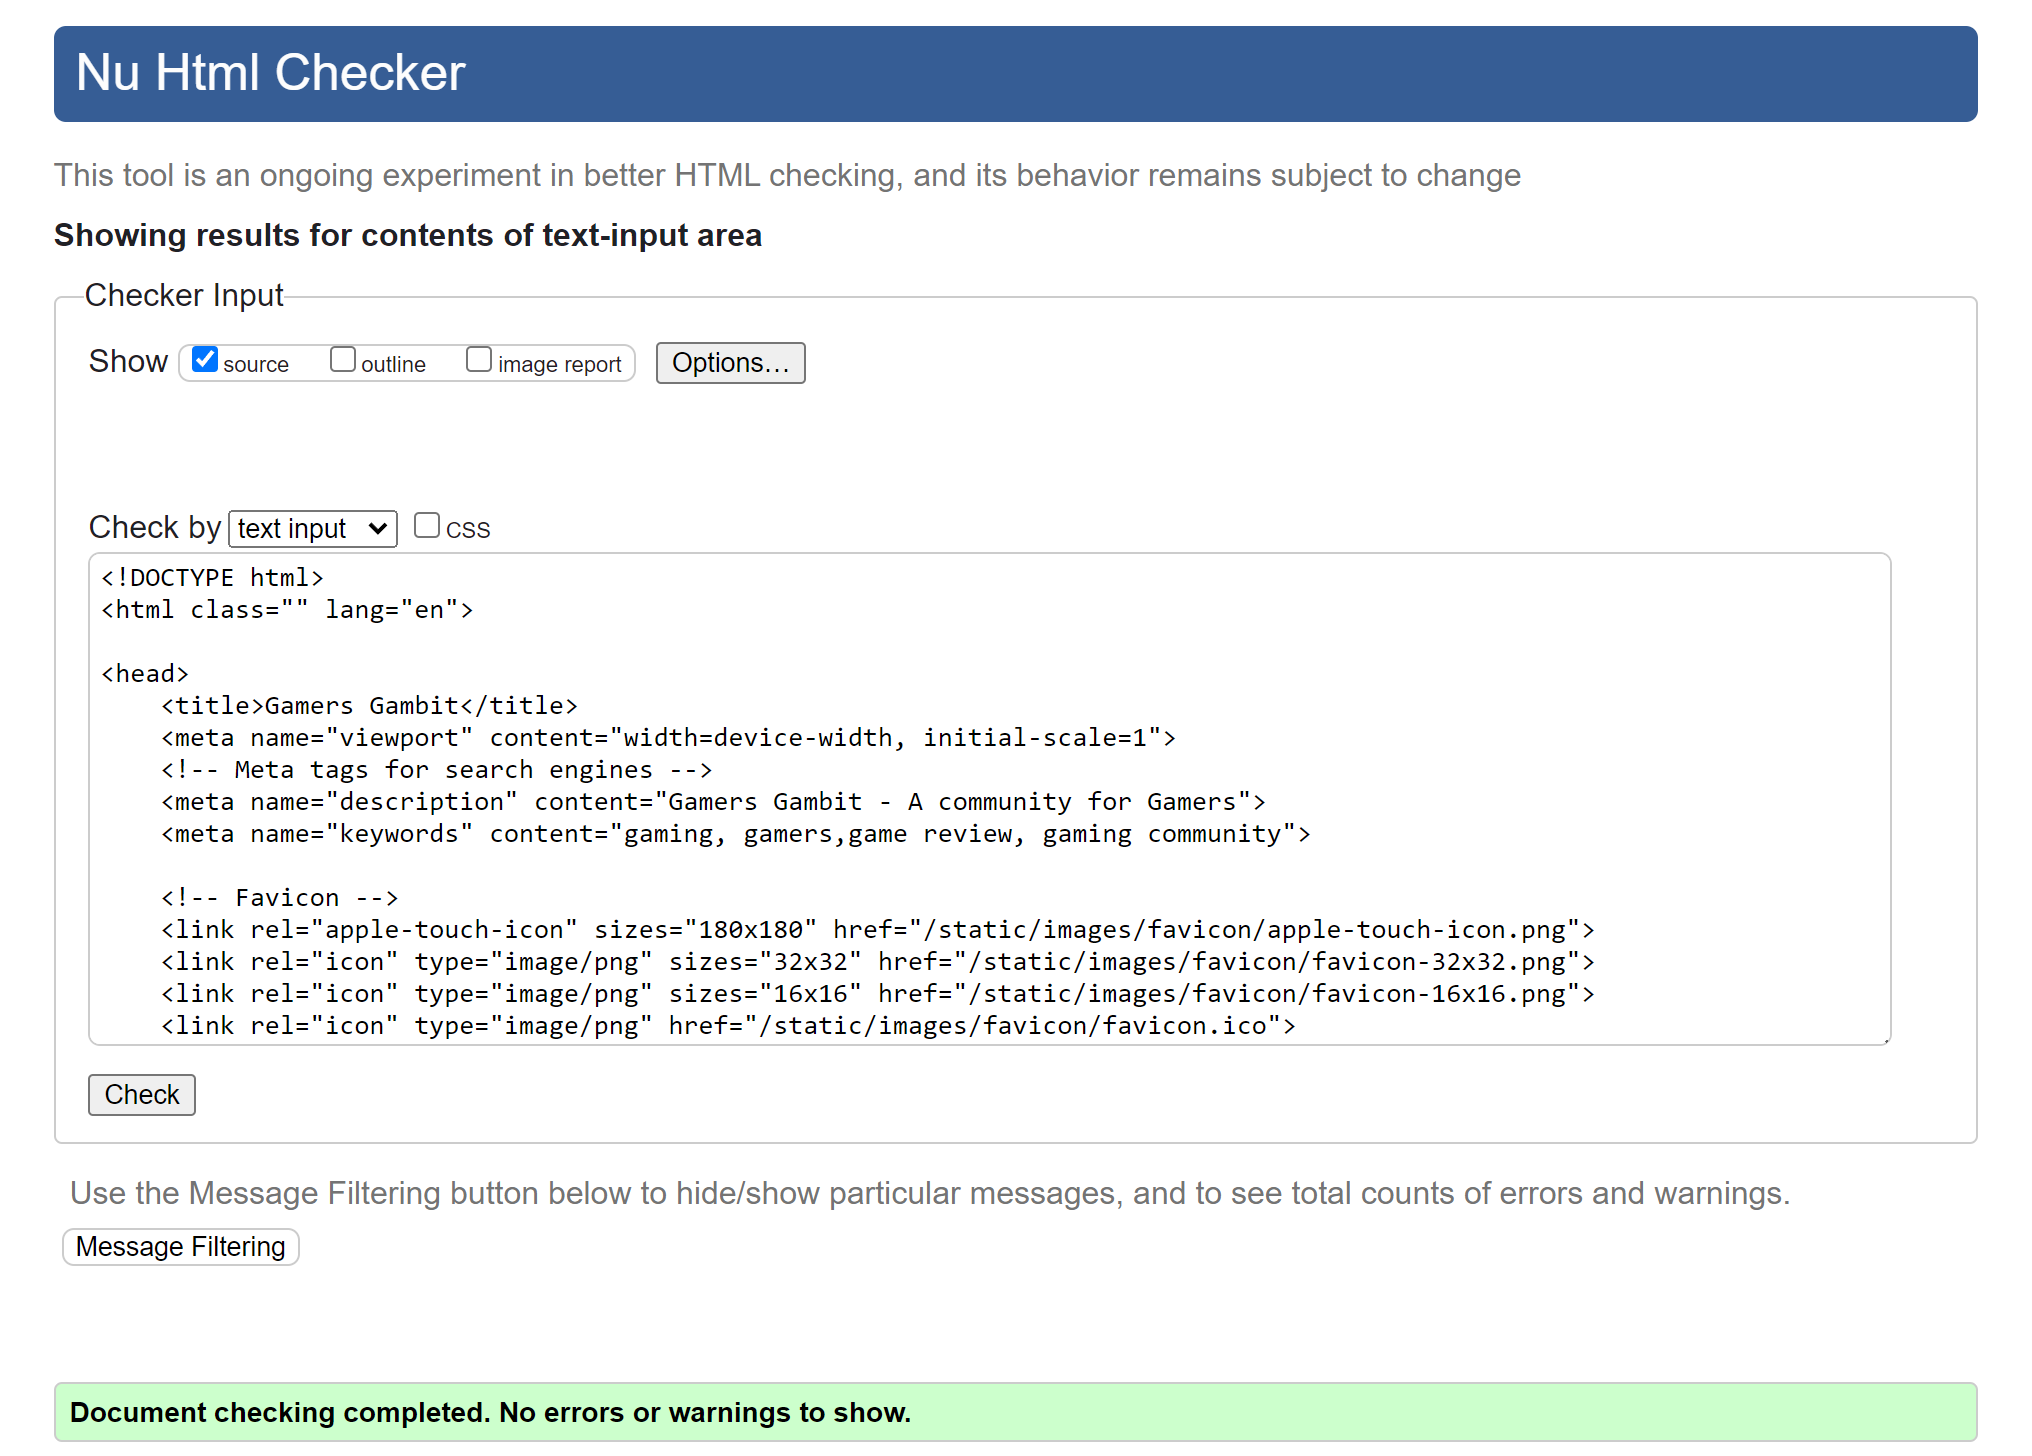 Nu Html Checker
This tool is an ongoing experiment in better HTML checking, and its behavior remains subject to change
Showing results for contents of text-input area
Checker Input
Show source outline image report Options...
Check by text input css
<!DOCTYPE html>
<html class="" lang="en">
<head>
<title>Gamers Gambit</title>
<meta name="viewport" content="width=device-width, initial-scale=1">
<!-- Meta tags for search engines -->
<meta name="description" content="Gamers Gambit - A community for Gamers">
<meta name="keywords" content="gaming, gamers,game review, gaming community">
<!-- Favicon -->
<link rel="apple-touch-icon" sizes="180x180" href="/static/images/favicon/apple-touch-icon.png">
<link rel="icon" type="image/png" sizes="32x32" href="/static/images/favicon/favicon-32x32.png">
<link rel="icon" type="image/png" sizes="16x16" href="/static/images/favicon/favicon-16x16.png">
<link rel="icon" type="image/png" href="/static/images/favicon/favicon.ico">
Check
Use the Message Filtering button below to hide/show particular messages, and to see total counts of errors and warnings.
Message Filtering
Document checking completed. No errors or warnings to show.